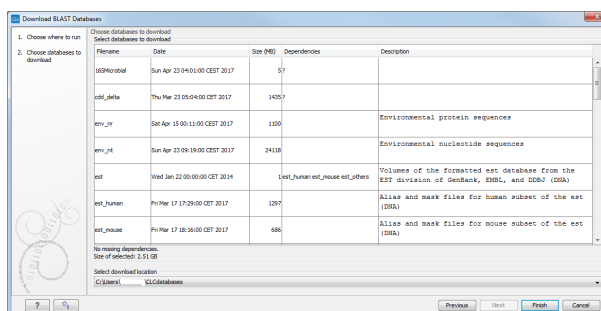 Download BLAST Databases
1. Choose where to run
2. Choose databases to
download
Choose databases to download
Select databases to download
Filename Date Size (MB) Dependencies Description
16SMicrobial Sun Apr 23 04:01:00 CEST 2017 5 ?
cdd_delta Thu Mar 23 05:04:00 CET 2017 1435 ?
env_nr Sat Apr 15 00:11:00 CEST 2017 1100 Environmental protein sequences
env_nt Sun Apr 23 09:19:00 CEST 2017 24118 Environmental nucleotide sequences
est Wed Jan 22 00:00:00 CET 2014 1 est_human est_mouse est_others Volumes of the formatted est database from the
EST division of GenBank, EMBL, and DDBJ (DNA)
est_human Fri Mar 17 17:29:00 CET 2017 1297 Alias and mask files for human subset of the est
(DNA)
est_mouse Fri Mar 17 18:16:00 CET 2017 686 Alias and mask files for mouse subset of the est
(DNA)
No missing dependencies.
Size of selected: 2.51 GB
Select download location
C:\Users\ \CLCdatabases
? Previous Next Finish Cancel